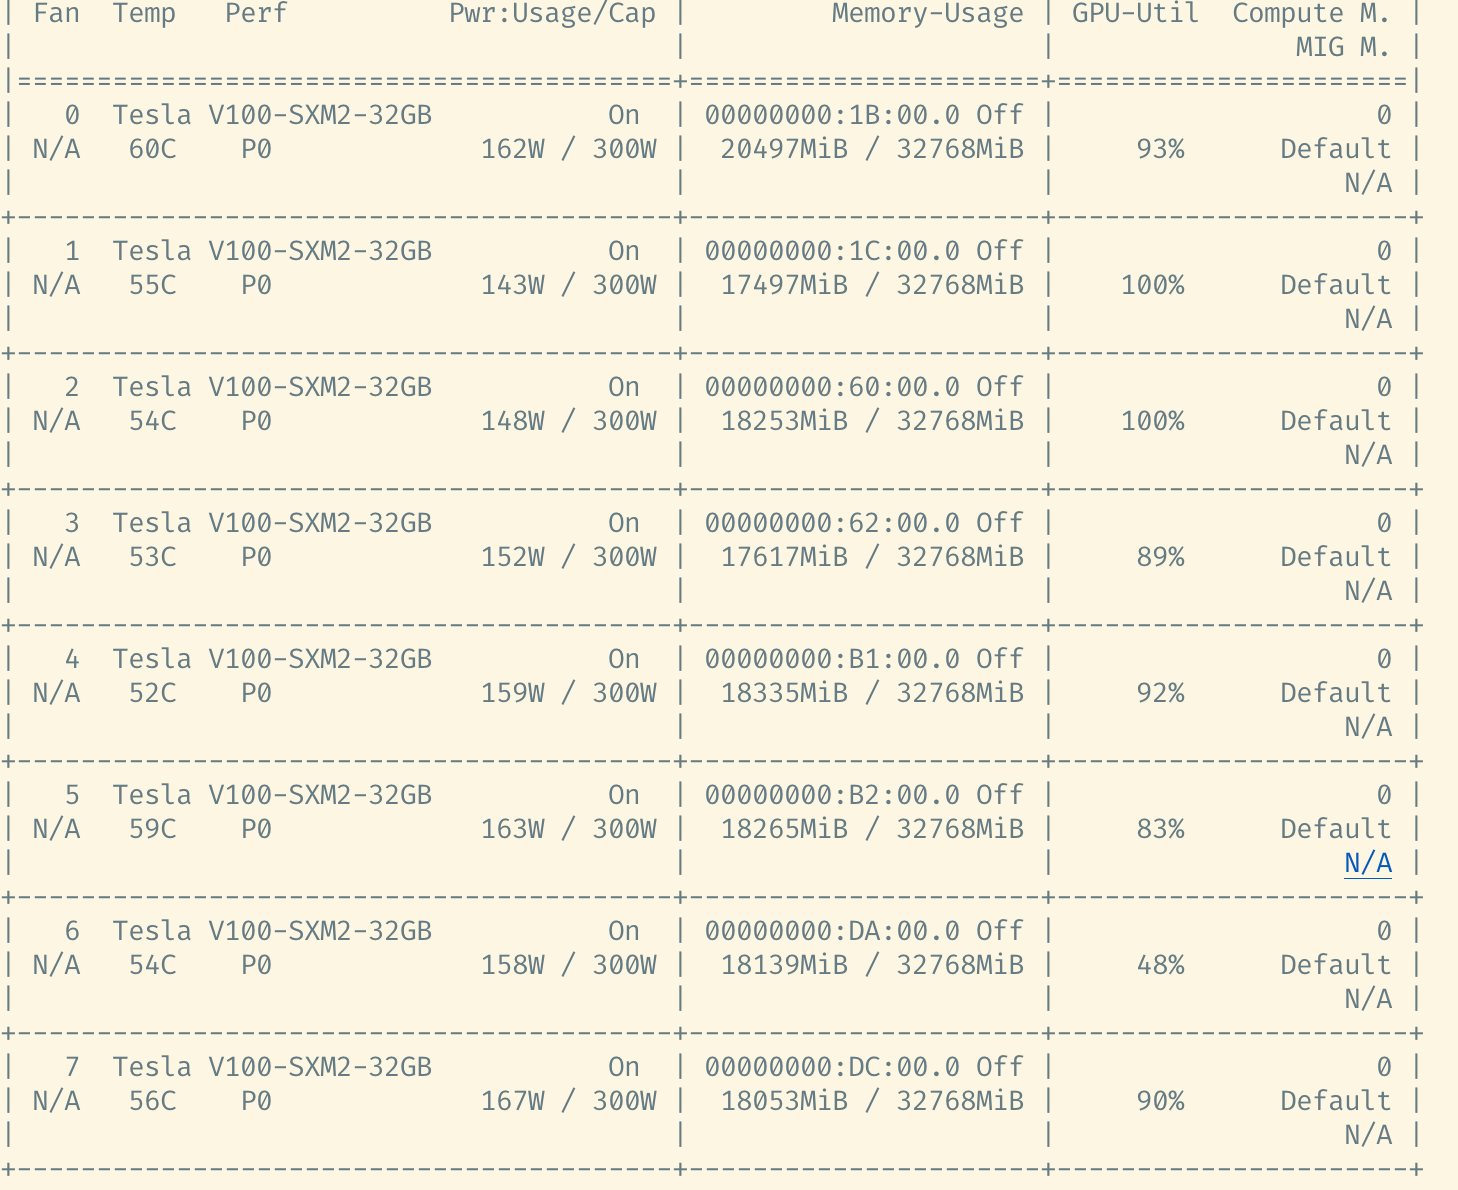 | Fan  Temp   Perf          Pwr:Usage/Cap |         Memory-Usage | GPU-Util  Compute M. |
|                                         |                      |               MIG M. |
|=========================================+======================+======================|
|   0  Tesla V100-SXM2-32GB           On  | 00000000:1B:00.0 Off |                    0 |
| N/A   60C    P0             162W / 300W |  20497MiB / 32768MiB |     93%      Default |
|                                         |                      |                  N/A |
+-----------------------------------------+----------------------+----------------------+
|   1  Tesla V100-SXM2-32GB           On  | 00000000:1C:00.0 Off |                    0 |
| N/A   55C    P0             143W / 300W |  17497MiB / 32768MiB |    100%      Default |
|                                         |                      |                  N/A |
+-----------------------------------------+----------------------+----------------------+
|   2  Tesla V100-SXM2-32GB           On  | 00000000:60:00.0 Off |                    0 |
| N/A   54C    P0             148W / 300W |  18253MiB / 32768MiB |    100%      Default |
|                                         |                      |                  N/A |
+-----------------------------------------+----------------------+----------------------+
|   3  Tesla V100-SXM2-32GB           On  | 00000000:62:00.0 Off |                    0 |
| N/A   53C    P0             152W / 300W |  17617MiB / 32768MiB |     89%      Default |
|                                         |                      |                  N/A |
+-----------------------------------------+----------------------+----------------------+
|   4  Tesla V100-SXM2-32GB           On  | 00000000:B1:00.0 Off |                    0 |
| N/A   52C    P0             159W / 300W |  18335MiB / 32768MiB |     92%      Default |
|                                         |                      |                  N/A |
+-----------------------------------------+----------------------+----------------------+
|   5  Tesla V100-SXM2-32GB           On  | 00000000:B2:00.0 Off |                    0 |
| N/A   59C    P0             163W / 300W |  18265MiB / 32768MiB |     83%      Default |
|                                         |                      |                  N/A |
+-----------------------------------------+----------------------+----------------------+
|   6  Tesla V100-SXM2-32GB           On  | 00000000:DA:00.0 Off |                    0 |
| N/A   54C    P0             158W / 300W |  18139MiB / 32768MiB |     48%      Default |
|                                         |                      |                  N/A |
+-----------------------------------------+----------------------+----------------------+
|   7  Tesla V100-SXM2-32GB           On  | 00000000:DC:00.0 Off |                    0 |
| N/A   56C    P0             167W / 300W |  18053MiB / 32768MiB |     90%      Default |
|                                         |                      |                  N/A |
+-----------------------------------------+----------------------+----------------------+